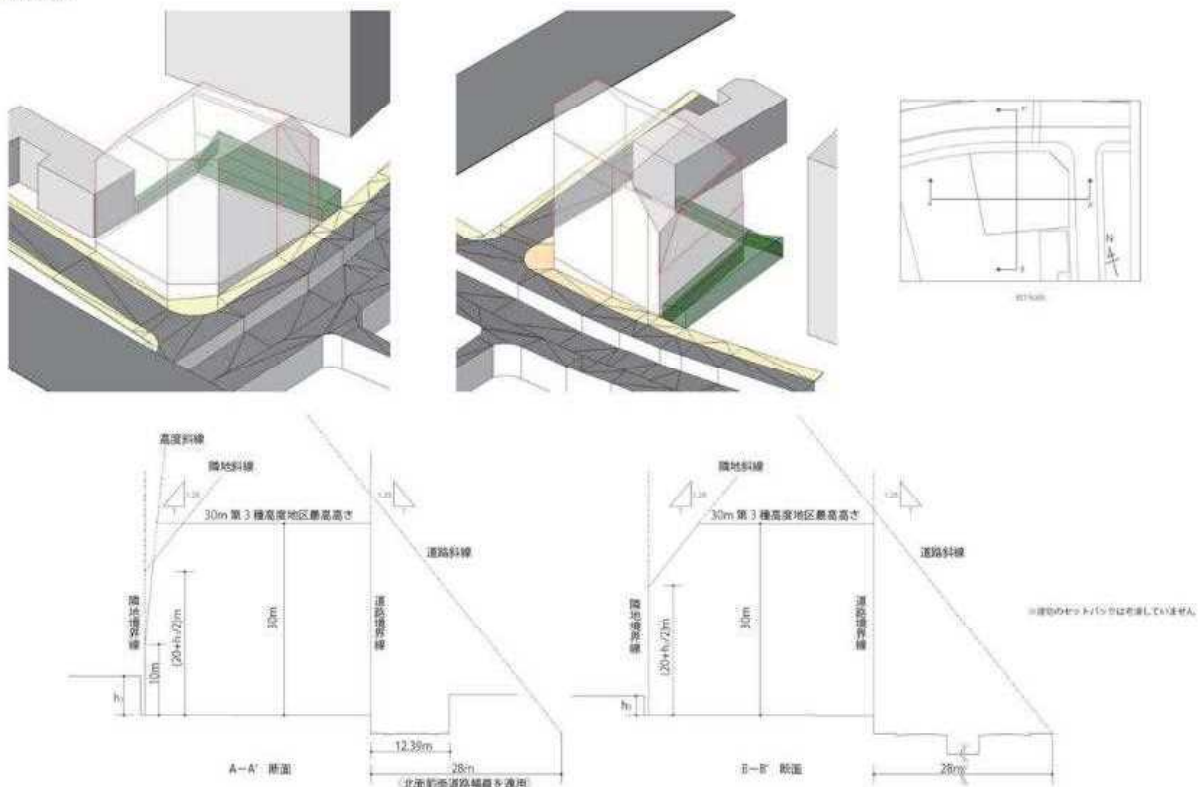 N
高度斜線
隣地斜線
1.25
1.25
30m 第3種高度地区最高高さ
道路斜線
隣地境界線
10m
(20+h₁/2)m
30m
道路境界線
h₁
12.39m
28m
A-A' 断面
(北面前面道路幅員を適用)
隣地斜線
1.25
1.25
30m 第3種高度地区最高高さ
道路斜線
隣地境界線
(20+h₁/2)m
30m
道路境界線
h₁
28m
B-B' 断面
※建物のセットバックは考慮していません